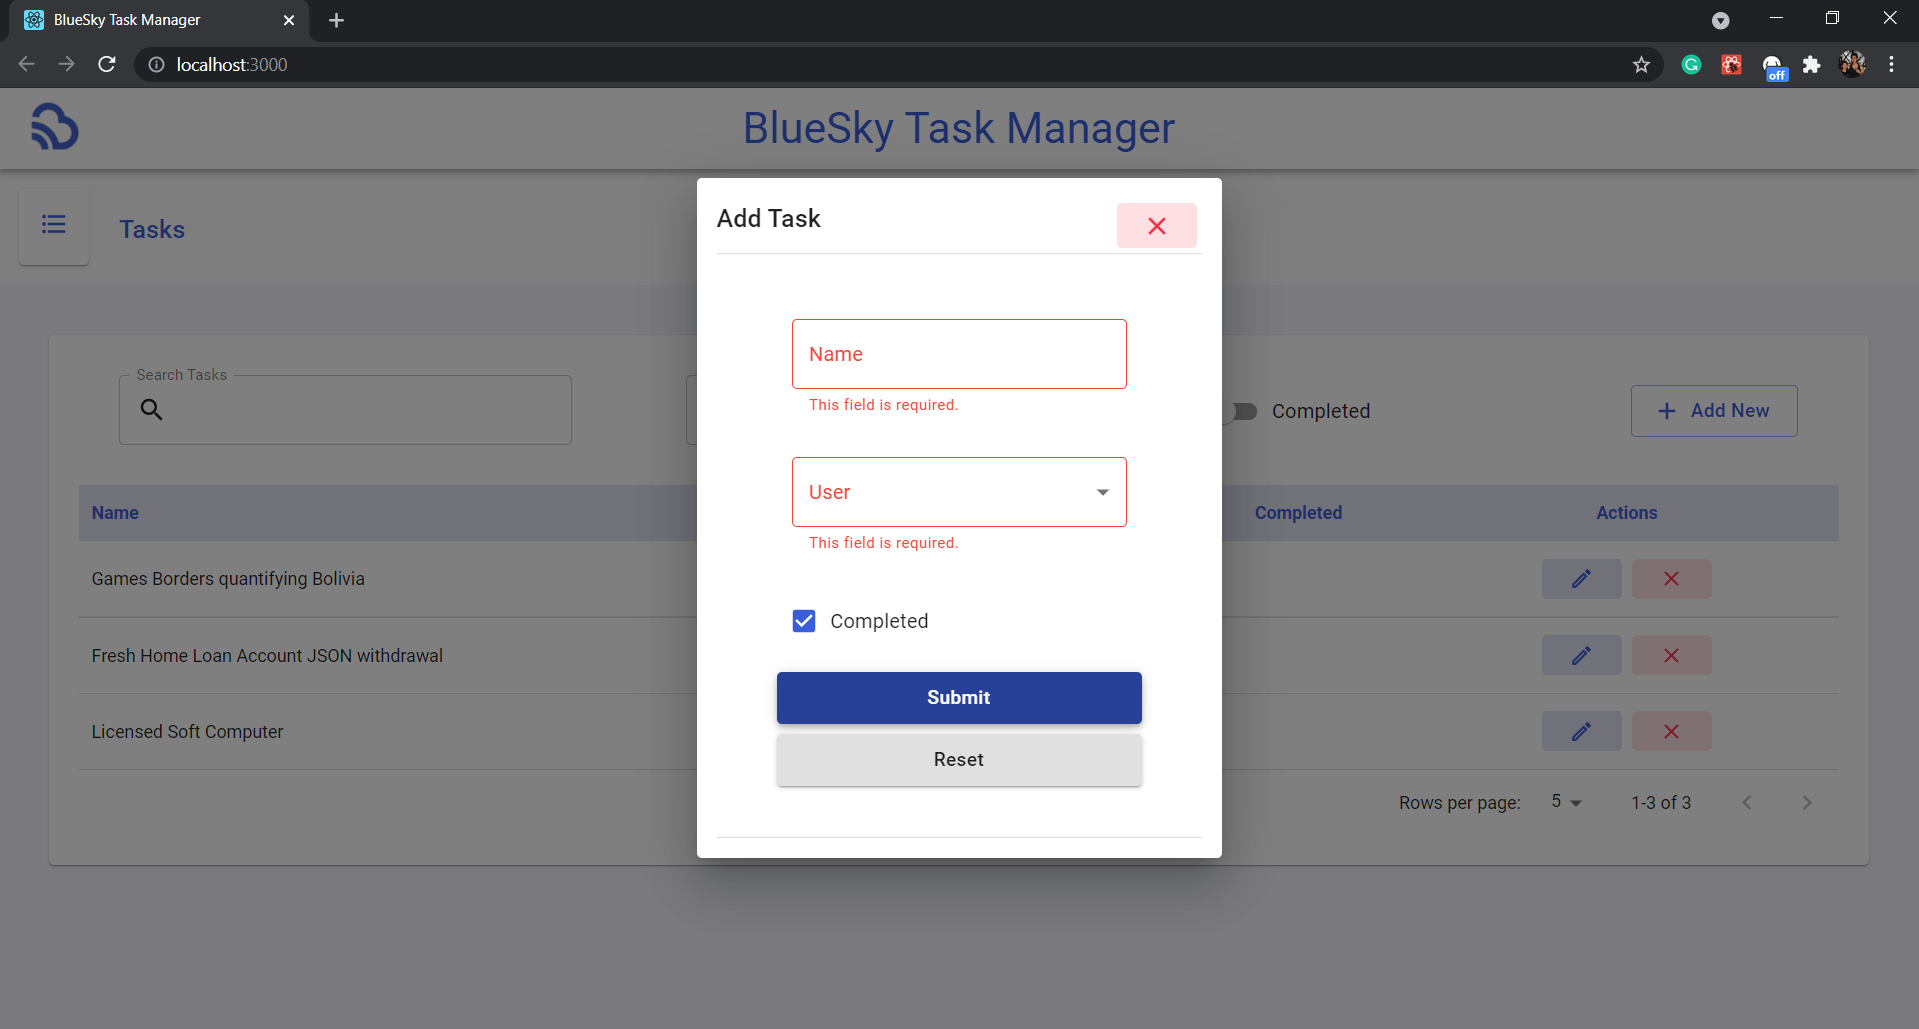 BlueSky Task Manager
localhost:3000
off
BlueSky Task Manager
Tasks
Search Tasks
Completed
Add New
Name
Completed
Actions
Games Borders quantifying Bolivia
Fresh Home Loan Account JSON withdrawal
Licensed Soft Computer
Rows per page:
5
1-3 of 3
Add Task
Name
This field is required.
User
This field is required.
Completed
Submit
Reset